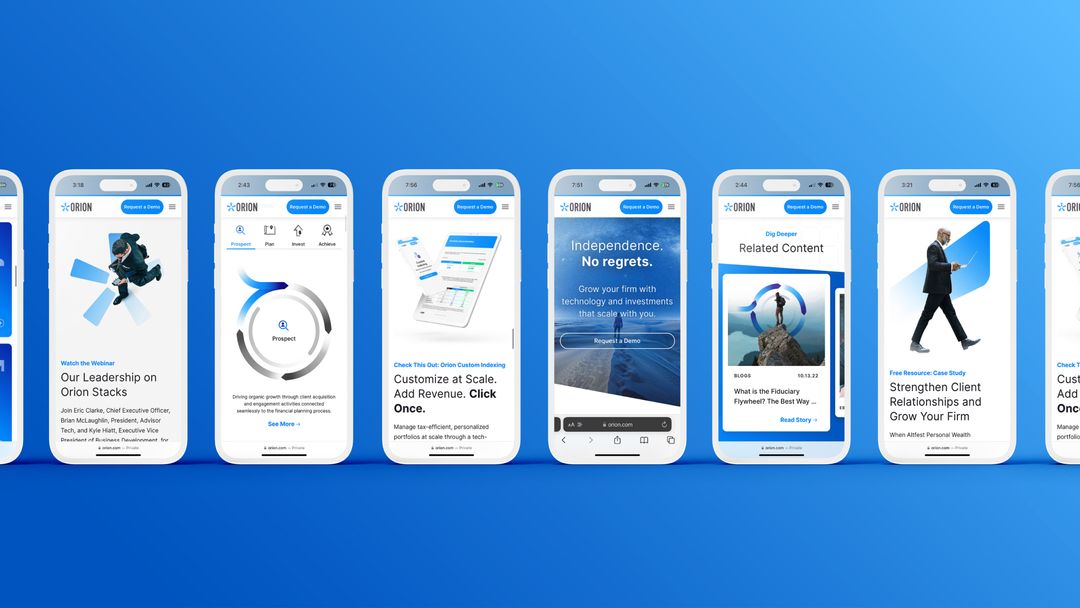 3:18
ORION
Request a Demo
Watch the Webinar
Our Leadership on
Orion Stacks
Join Eric Clarke, Chief Executive Officer,
Brian McLaughlin, President, Advisor
Tech, and Kyle Hiatt, Executive Vice
President of Business Development, for
orion.com — Private
2:43
ORION
Request a Demo
Prospect
Plan
Invest
Achieve
Prospect
Driving organic growth through client acquisition
and engagement activities connected
seamlessly to the financial planning process.
See More →
orion.com — Private
7:56
ORION
Request a Demo
Check This Out: Orion Custom Indexing
Customize at Scale.
Add Revenue. Click
Once.
Manage tax-efficient, personalized
portfolios at scale through a tech-
orion.com — Private
7:51
ORION
Request a Demo
Independence.
No regrets.
Grow your firm with
technology and investments
that scale with you.
Request a Demo
AA
orion.com
2:44
ORION
Request a Demo
Dig Deeper
Related Content
BLOGS
10.13.22
What is the Fiduciary
Flywheel? The Best Way ...
Read Story →
orion.com — Private
3:21
ORION
Request a Demo
Free Resource: Case Study
Strengthen Client
Relationships and
Grow Your Firm
When Altfest Personal Wealth
orion.com — Private
7:56
ORI
Check T
Cust
Add
Onc
Manage
portfolio